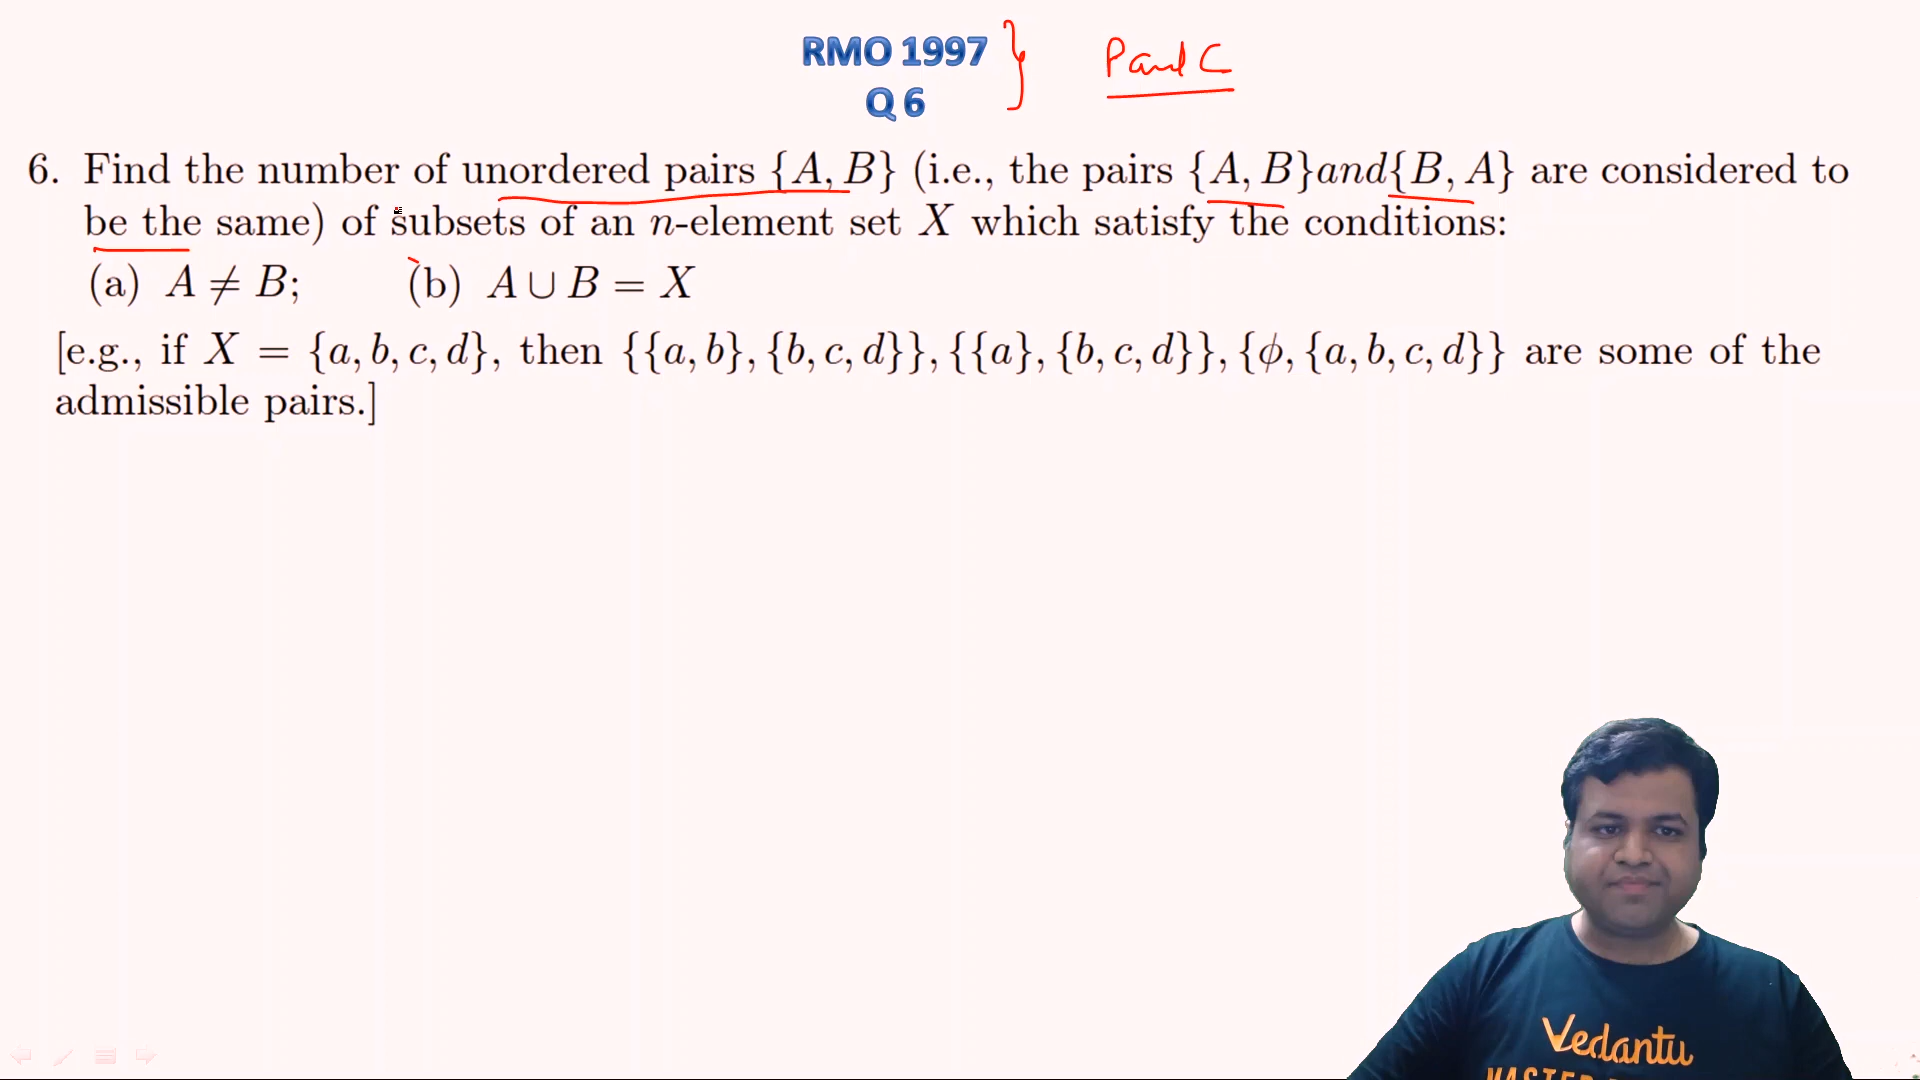 RMO 1997
Q 6
P and C
6. Find the number of unordered pairs {A, B} (i.e., the pairs {A, B}and{B, A} are considered to
be the same) of subsets of an n-element set X which satisfy the conditions:
(a) A ≠ B; (b) A ∪ B = X
[e.g., if X = {a, b, c, d}, then {{a, b}, {b, c, d}}, {{a}, {b, c, d}}, {ϕ, {a, b, c, d}} are some of the
admissible pairs.]
Vedantu